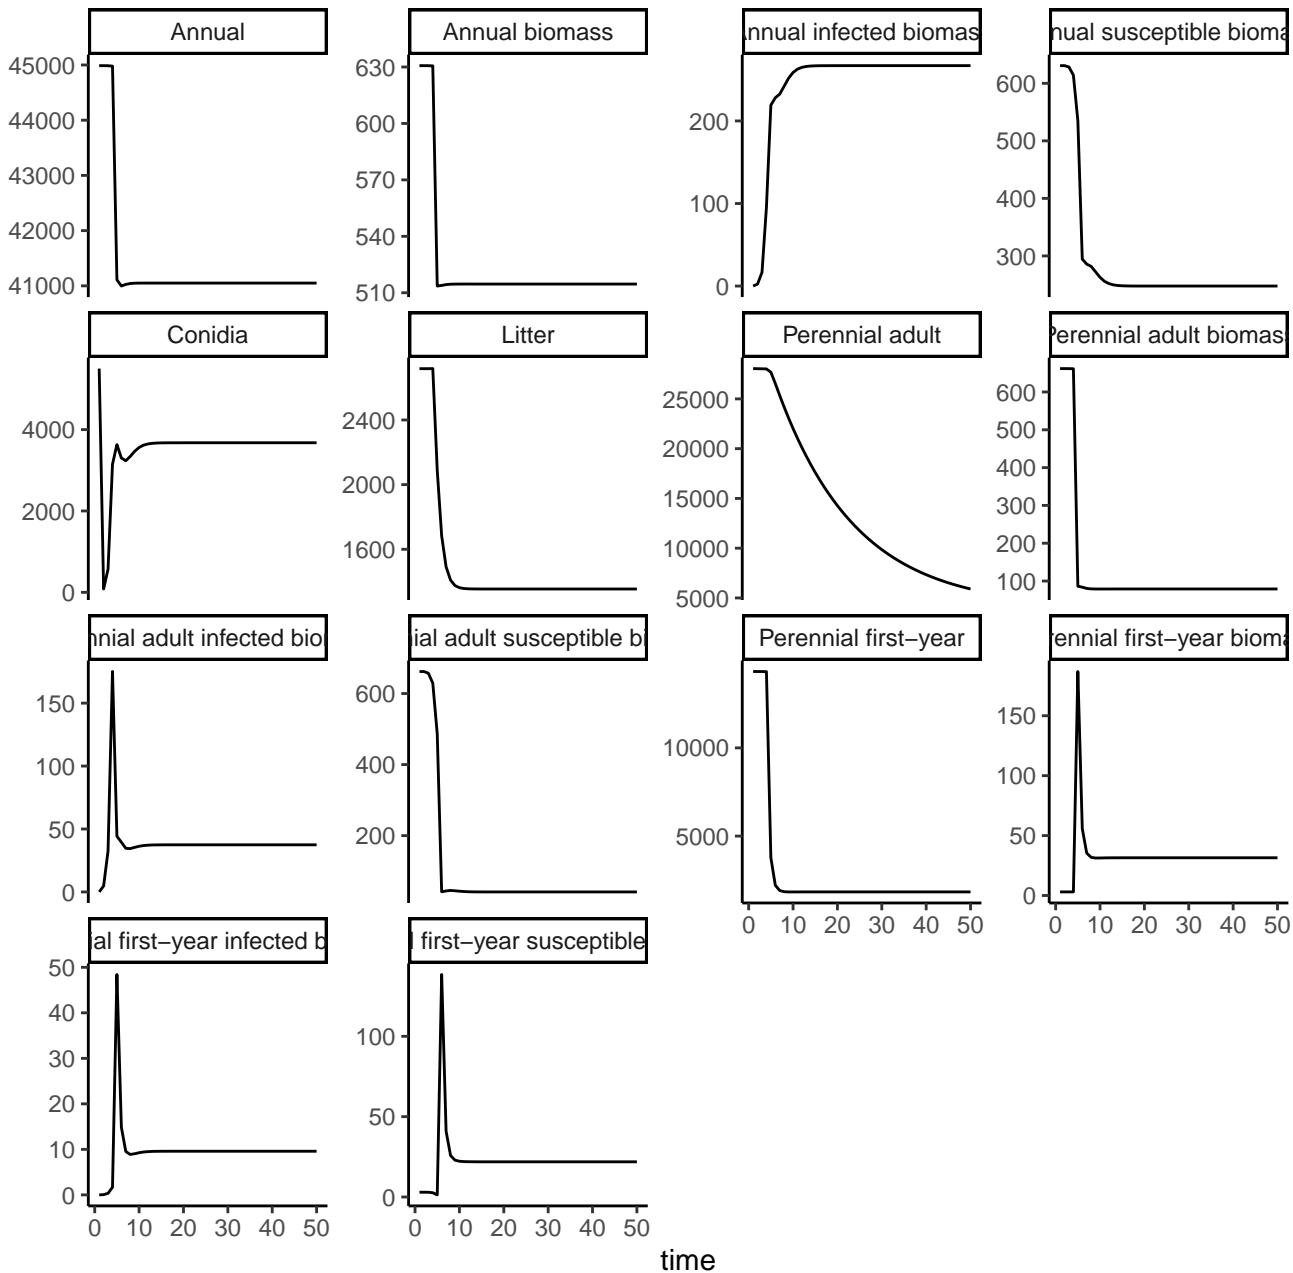 Annual
Annual biomass
Annual infected biomas
nual susceptible bioma
45000
44000
43000
42000
41000
630
600
570
540
510
200
100
0
600
500
400
300
Conidia
Litter
Perennial adult
Perennial adult biomass
4000
2000
0
2400
2000
1600
25000
20000
15000
10000
5000
600
500
400
300
200
100
nnial adult infected bion
nial adult susceptible bi
Perennial first−year
rennial first−year bioma
150
100
50
0
600
400
200
10000
5000
150
100
50
0
0 10 20 30 40 50
0 10 20 30 40 50
ial first−year infected b
l first−year susceptible
50
40
30
20
10
0
100
50
0
0 10 20 30 40 50
0 10 20 30 40 50
time